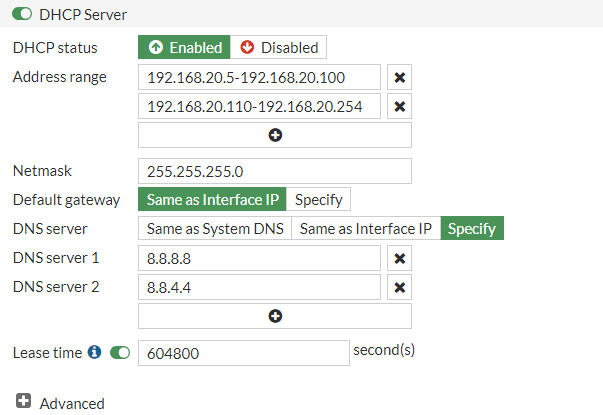 DHCP Server
DHCP status Enabled Disabled
Address range 192.168.20.5-192.168.20.100
192.168.20.110-192.168.20.254
Netmask 255.255.255.0
Default gateway Same as Interface IP Specify
DNS server Same as System DNS Same as Interface IP Specify
DNS server 1 8.8.8.8
DNS server 2 8.8.4.4
Lease time 604800 second(s)
Advanced